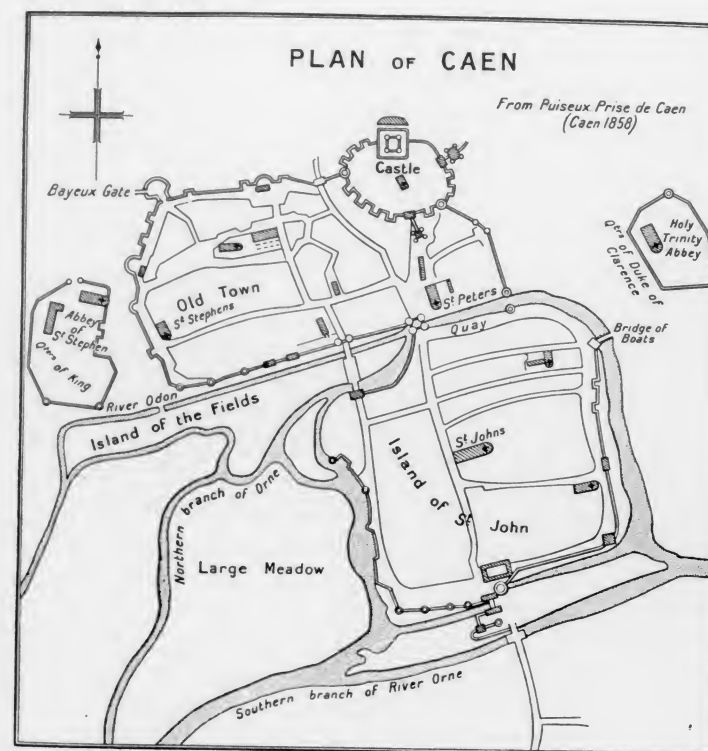 PLAN OF CAEN
From Puiseux Prise de Caen
(Caen 1858)
Castle
Bayeux Gate
Holy
Trinity
Abbey
Qtrs of Duke of
Clarence
Old Town
St Stephens
St Peters
Quay
Bridge of
Boats
Abbey
of
St Stephen
Qtrs of King
River Odon
Island of the Fields
St Johns
Island of St
John
Northern branch of Orne
Large Meadow
Southern branch of River Orne